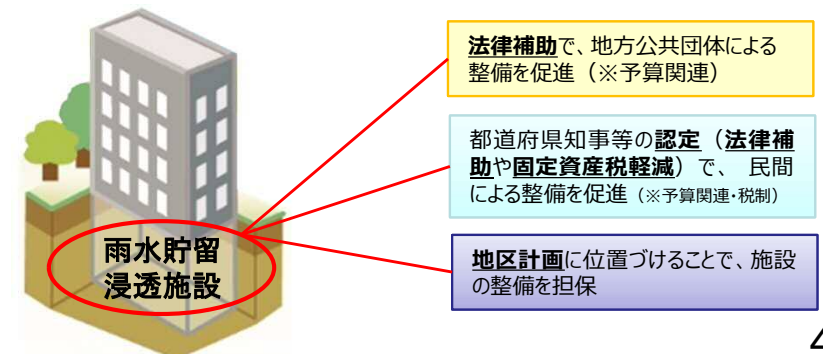 法律補助で、地方公共団体による
整備を促進（※予算関連）
都道府県知事等の認定（法律補
助や固定資産税軽減）で、 民間
による整備を促進（※予算関連・税制）
雨水貯留
浸透施設
地区計画に位置づけることで、施設
の整備を担保